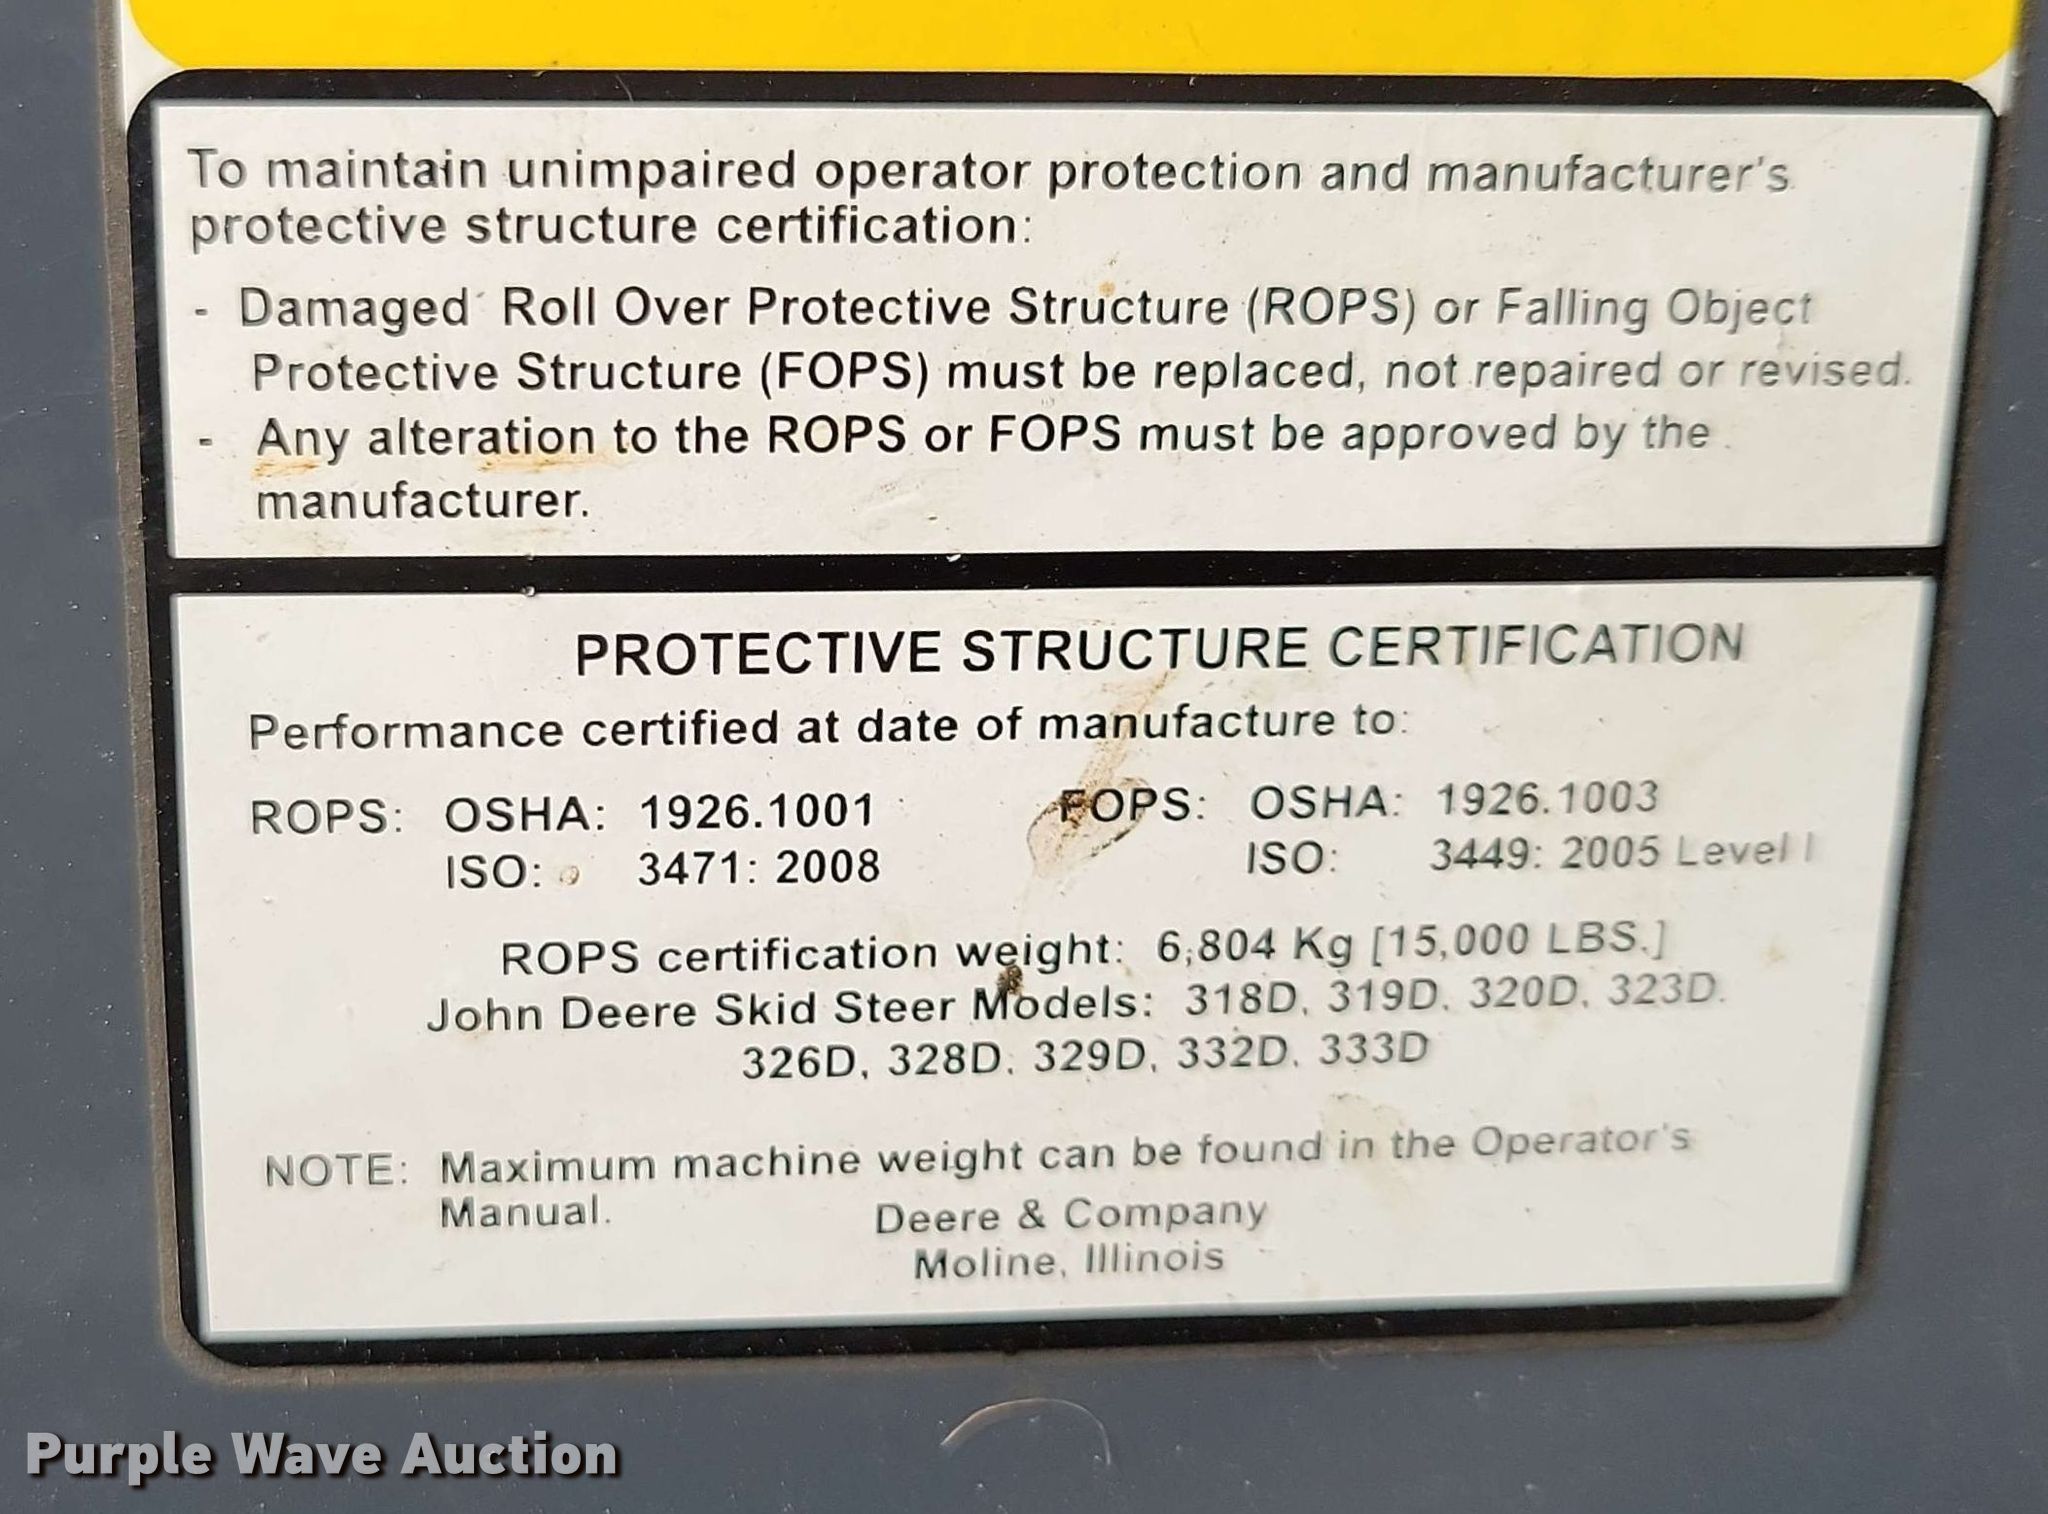 To maintain unimpaired operator protection and manufacturer's
protective structure certification:
- Damaged Roll Over Protective Structure (ROPS) or Falling Object
Protective Structure (FOPS) must be replaced, not repaired or revised.
- Any alteration to the ROPS or FOPS must be approved by the
manufacturer.
PROTECTIVE STRUCTURE CERTIFICATION
Performance certified at date of manufacture to:
ROPS: OSHA: 1926.1001 FOPS: OSHA: 1926.1003
ISO: 3471: 2008 ISO: 3449: 2005 Level I
ROPS certification weight: 6,804 Kg [15,000 LBS.]
John Deere Skid Steer Models: 318D, 319D, 320D, 323D,
326D, 328D, 329D, 332D, 333D
NOTE: Maximum machine weight can be found in the Operator's
Manual.
Deere & Company
Moline, Illinois
Purple Wave Auction